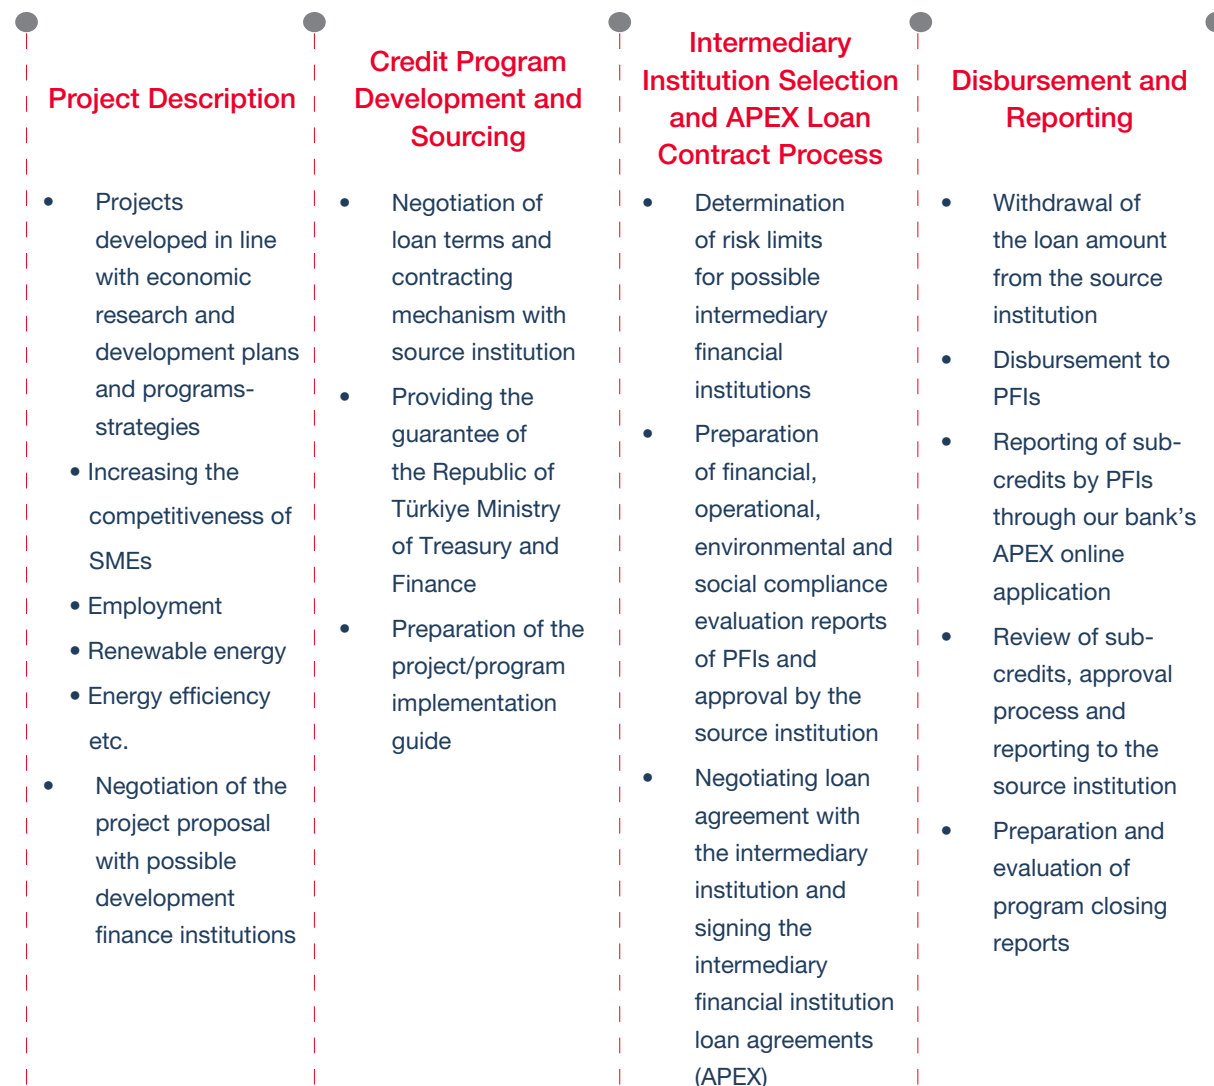 Project Description
• Projects
developed in line
with economic
research and
development plans
and programs-
strategies
• Increasing the
competitiveness of
SMEs
• Employment
• Renewable energy
• Energy efficiency
etc.
• Negotiation of the
project proposal
with possible
development
finance institutions
Credit Program
Development and
Sourcing
• Negotiation of
loan terms and
contracting
mechanism with
source institution
• Providing the
guarantee of
the Republic of
Türkiye Ministry
of Treasury and
Finance
• Preparation of the
project/program
implementation
guide
Intermediary
Institution Selection
and APEX Loan
Contract Process
• Determination
of risk limits
for possible
intermediary
financial
institutions
• Preparation
of financial,
operational,
environmental and
social compliance
evaluation reports
of PFIs and
approval by the
source institution
• Negotiating loan
agreement with
the intermediary
institution and
signing the
intermediary
financial institution
loan agreements
(APEX)
Disbursement and
Reporting
• Withdrawal of
the loan amount
from the source
institution
• Disbursement to
PFIs
• Reporting of sub-
credits by PFIs
through our bank’s
APEX online
application
• Review of sub-
credits, approval
process and
reporting to the
source institution
• Preparation and
evaluation of
program closing
reports